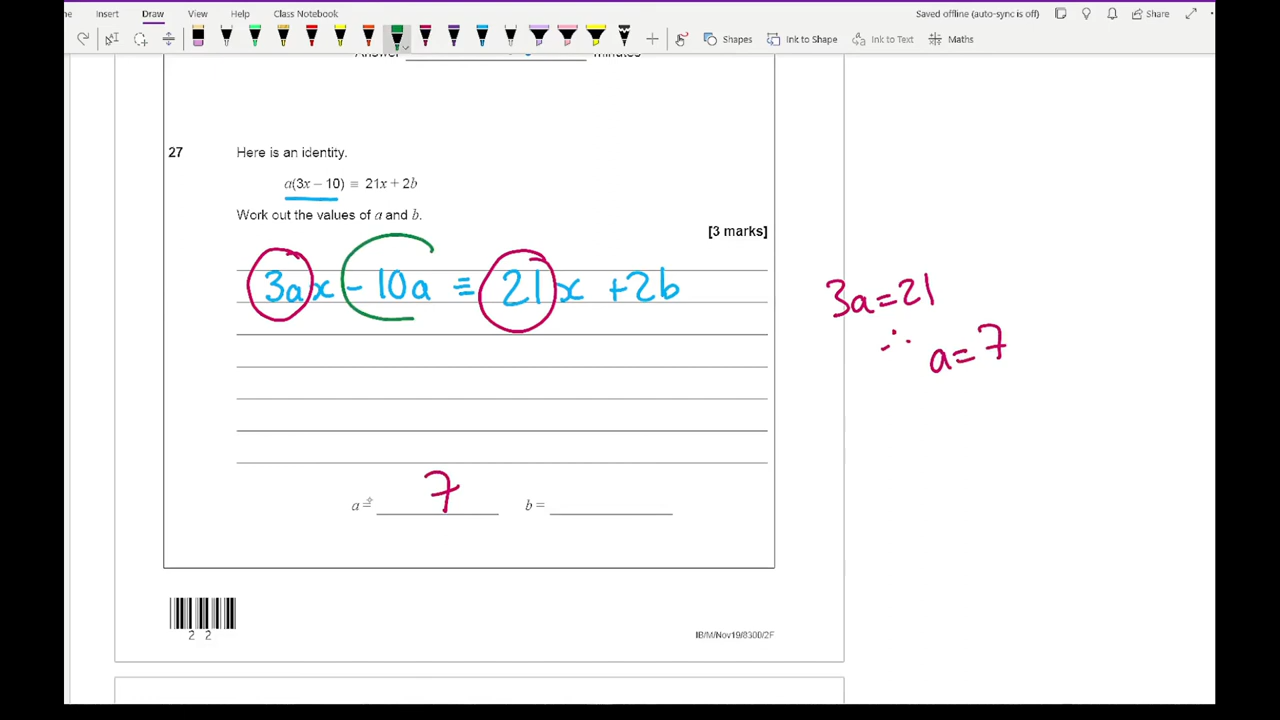 Insert Draw View Help Class Notebook Saved offline (auto-sync is off) Share
Shapes Ink to Shape Ink to Text Maths
27 Here is an identity.
a(3x – 10) ≡ 21x + 2b
Work out the values of a and b.
[3 marks]
3ax – 10a ≡ 21x + 2b
3a = 21
∴ a = 7
a = 7 b =
2 2
IB/M/Nov19/8300/2F